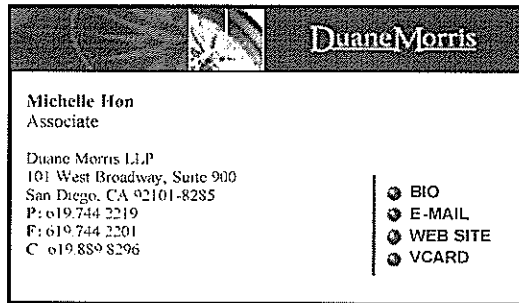 DuaneMorris
Michelle Hon
Associate
Duane Morris LLP
101 West Broadway, Suite 900
San Diego, CA 92101-8285
P: 619.744 2219
F: 619.744 2201
C 619.889 8296
BIO
E-MAIL
WEB SITE
VCARD